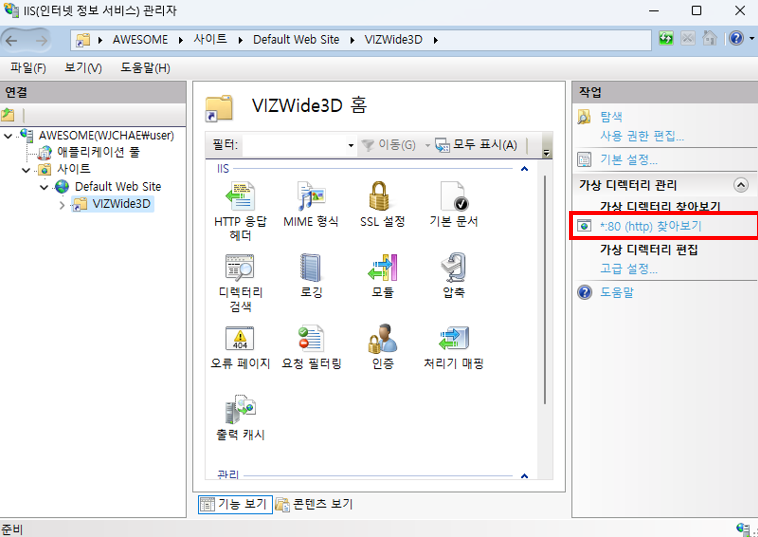 IIS(인터넷 정보 서비스) 관리자
AWESOME ▸ 사이트 ▸ Default Web Site ▸ VIZWide3D ▸
파일(F) 보기(V) 도움말(H)
연결
AWESOME(WJCHAE₩user)
애플리케이션 풀
사이트
Default Web Site
VIZWide3D
VIZWide3D 홈
필터: 이동(G) 모두 표시(A)
IIS
HTTP 응답 헤더
MIME 형식
SSL 설정
기본 문서
디렉터리 검색
로깅
모듈
압축
오류 페이지
요청 필터링
인증
처리기 매핑
출력 캐시
관리
기능 보기 콘텐츠 보기
작업
탐색
사용 권한 편집...
기본 설정...
가상 디렉터리 관리
가상 디렉터리 찾아보기
*:80 (http) 찾아보기
가상 디렉터리 편집
고급 설정...
도움말
준비